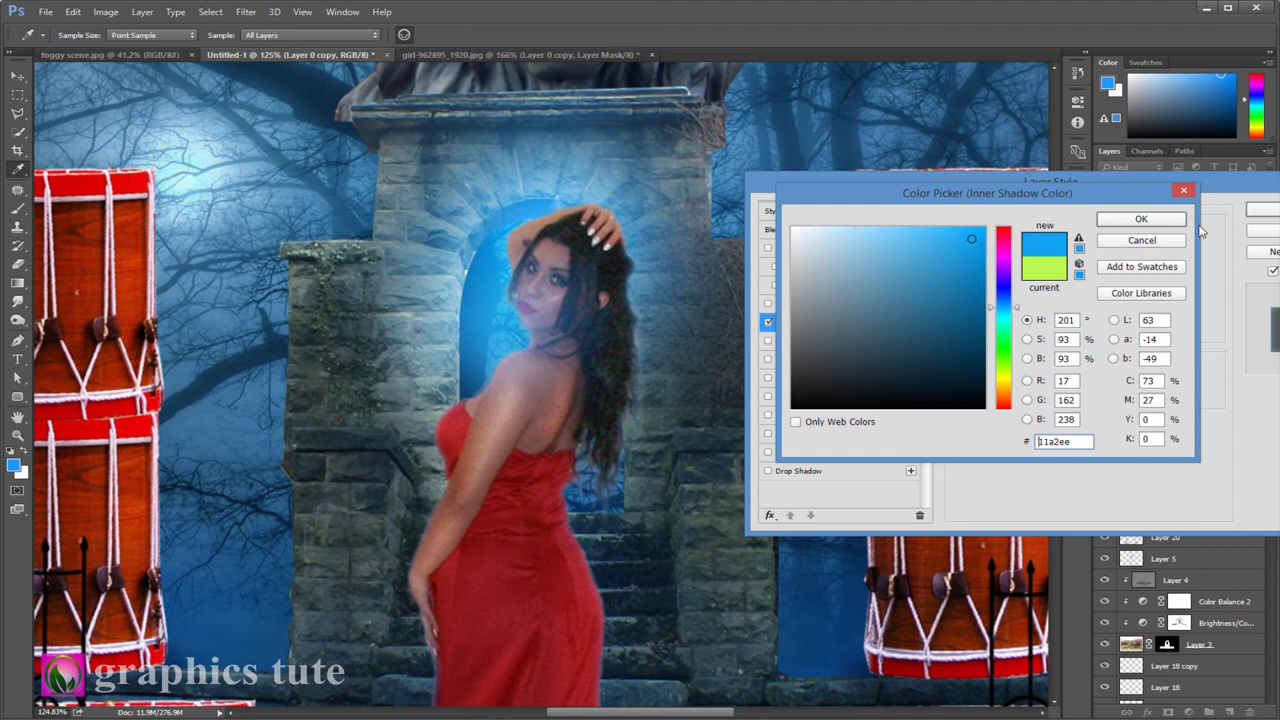 Ps File Edit Image Layer Type Select Filter 3D View Window Help
Sample Size: Point Sample Sample: All Layers
foggy scene.jpg @ 41.2% (RGB/8#) × Untitled-1 @ 125% (Layer 0 copy, RGB/8) * × girl-962895_1920.jpg @ 166% (Layer 0 copy, Layer Mask/8) * ×
Color Swatches
Layers Channels Paths
Kind
Layer Style
Color Picker (Inner Shadow Color)
new
current
OK
Cancel
Add to Swatches
Color Libraries
H: 201 °
S: 93 %
B: 93 %
R: 17
G: 162
B: 238
# 11a2ee
L: 63
a: -14
b: -49
C: 73 %
M: 27 %
Y: 0 %
K: 0 %
Only Web Colors
Drop Shadow
fx
Layer 20
Layer 5
Layer 4
Color Balance 2
Brightness/Co...
Layer 3
Layer 18 copy
Layer 18
graphics tute
124.83% Doc: 11.9M/276.9M